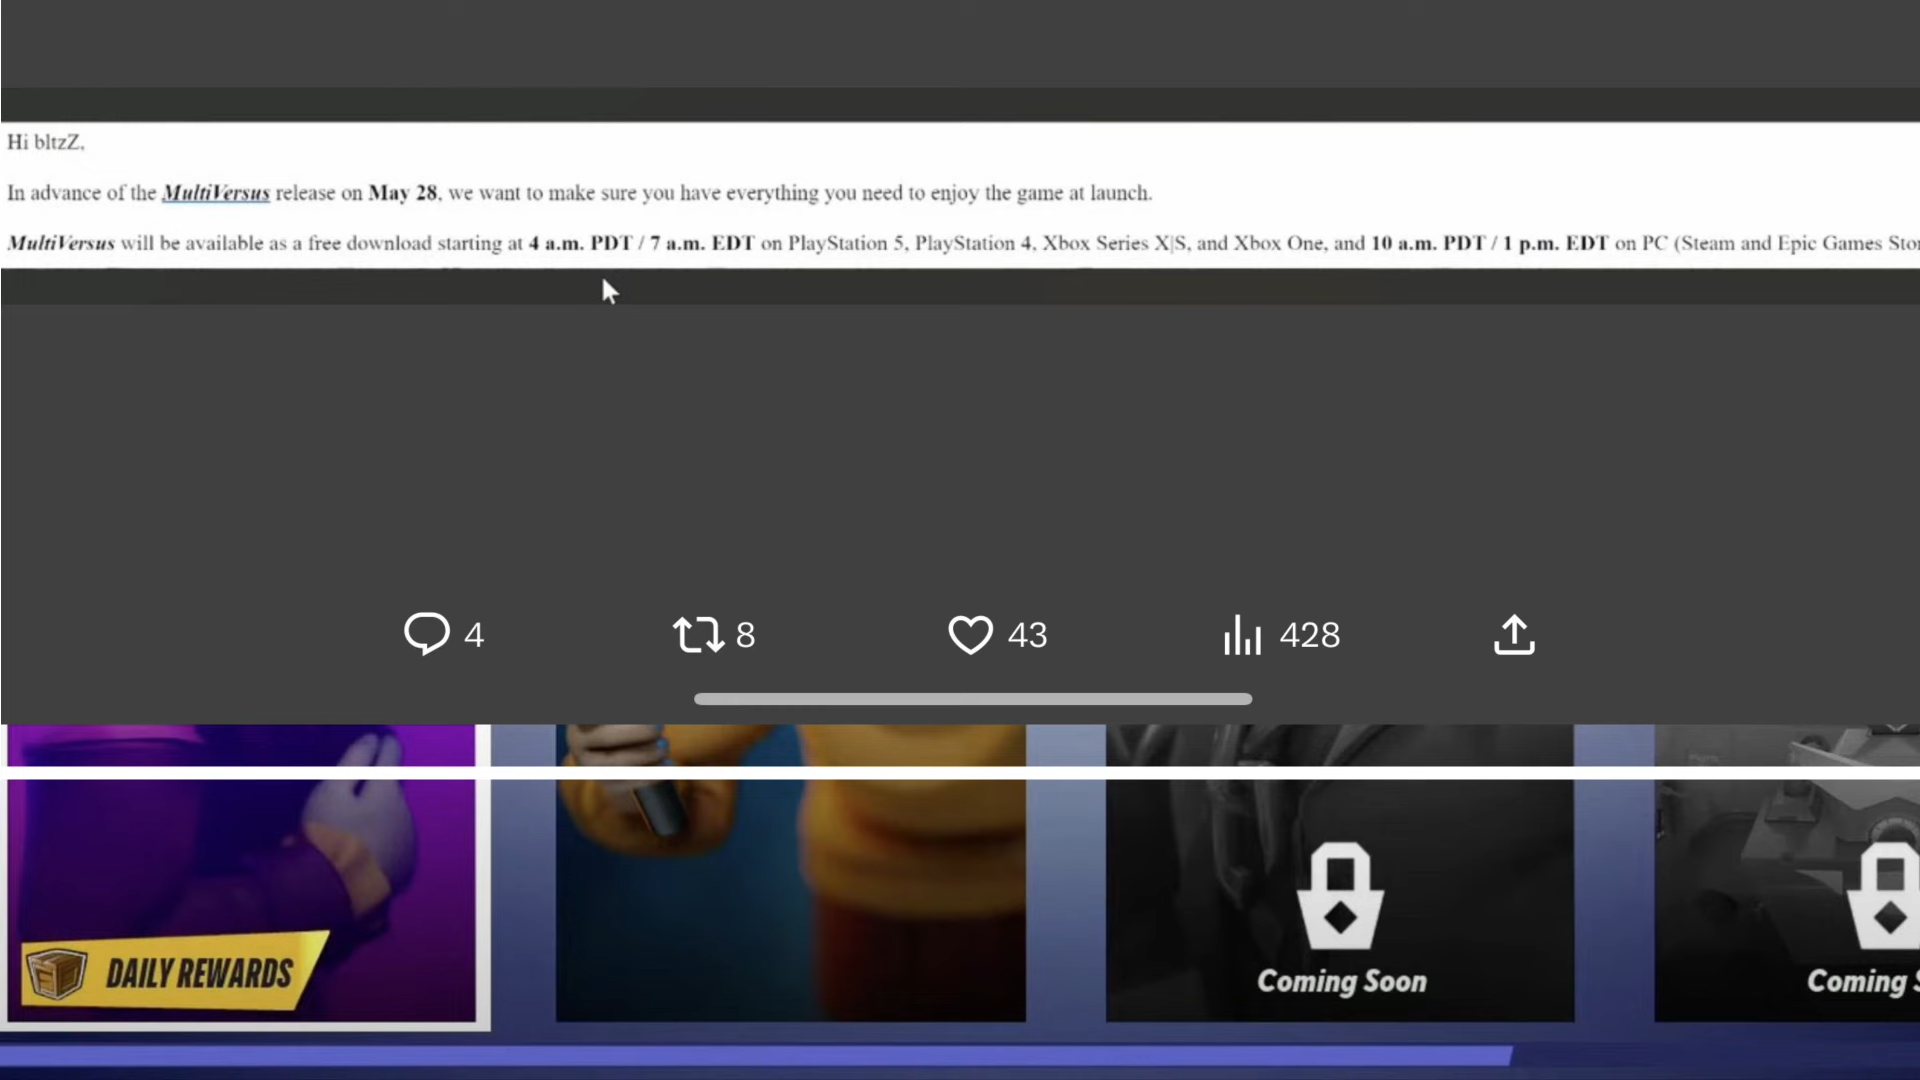 Hi bltzZ,
In advance of the MultiVersus release on May 28, we want to make sure you have everything you need to enjoy the game at launch.
MultiVersus will be available as a free download starting at 4 a.m. PDT / 7 a.m. EDT on PlayStation 5, PlayStation 4, Xbox Series X|S, and Xbox One, and 10 a.m. PDT / 1 p.m. EDT on PC (Steam and Epic Games
4 8 43 428
DAILY REWARDS
Coming Soon
Coming